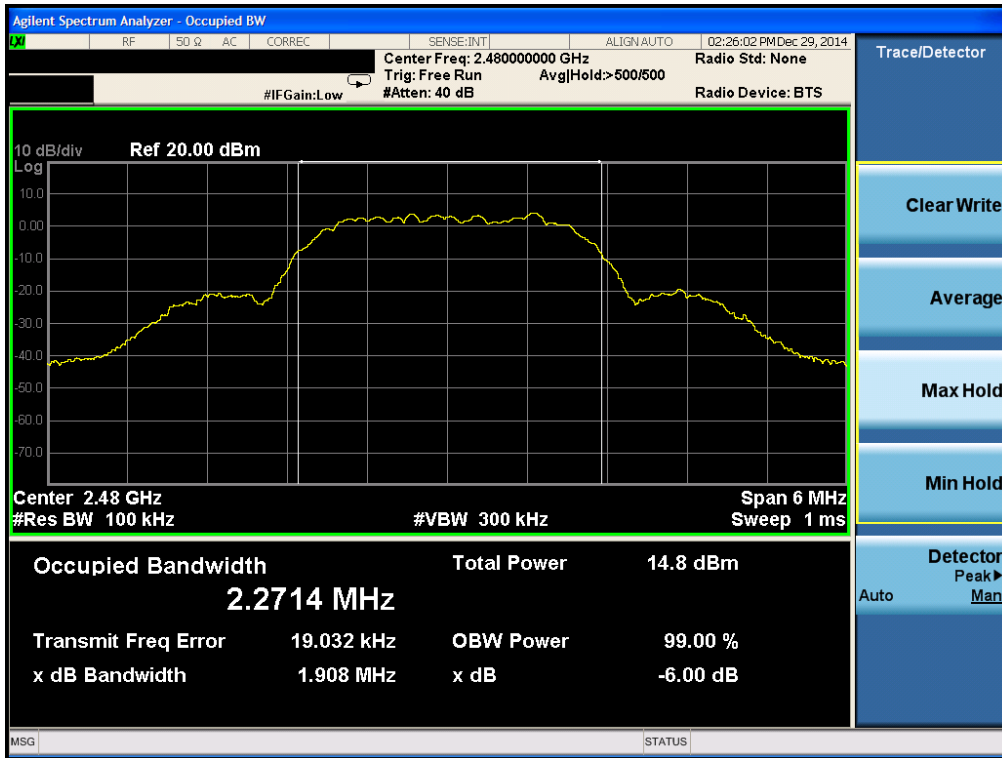 Agilent Spectrum Analyzer - Occupied BW
LXI RF 50 Ω AC CORREC SENSE:INT ALIGN AUTO 02:26:02 PM Dec 29, 2014
Center Freq: 2.480000000 GHz Radio Std: None
Trig: Free Run Avg|Hold:>500/500
#IFGain:Low #Atten: 40 dB Radio Device: BTS
Trace/Detector
10 dB/div Ref 20.00 dBm
Log
10.0
0.00
-10.0
-20.0
-30.0
-40.0
-50.0
-60.0
-70.0
Center 2.48 GHz Span 6 MHz
#Res BW 100 kHz #VBW 300 kHz Sweep 1 ms
Clear Write
Average
Max Hold
Min Hold
Detector
Peak▶
Auto Man
Occupied Bandwidth Total Power 14.8 dBm
2.2714 MHz
Transmit Freq Error 19.032 kHz OBW Power 99.00 %
x dB Bandwidth 1.908 MHz x dB -6.00 dB
MSG STATUS